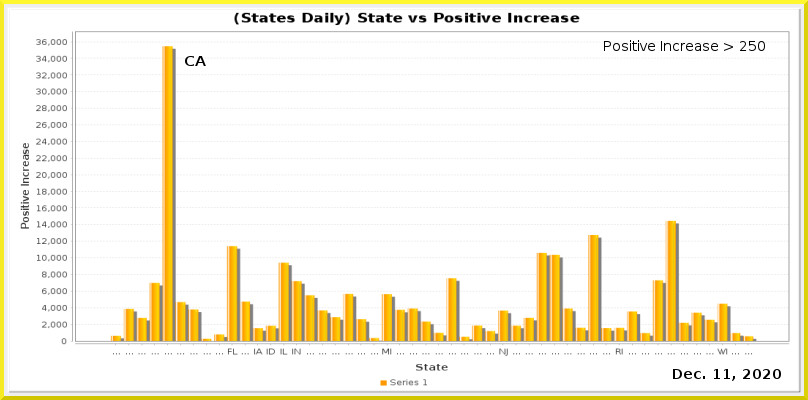 (States Daily) State vs Positive Increase
Positive Increase > 250
CA
Positive Increase
36,000
34,000
32,000
30,000
28,000
26,000
24,000
22,000
20,000
18,000
16,000
14,000
12,000
10,000
8,000
6,000
4,000
2,000
0
... ... ... ... ... ... ... ... ... FL ... IA ID IL IN ... ... ... ... ... ... MI ... ... ... ... ... ... ... ... NJ ... ... ... ... ... ... ... ... RI ... ... ... ... ... ... ... WI ... ...
State
Series 1
Dec. 11, 2020